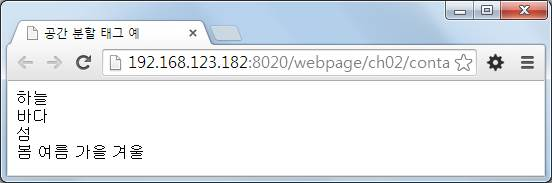 공간 분할 태그 예
192.168.123.182:8020/webpage/ch02/conta
하늘
바다
섬
봄 여름 가을 겨울